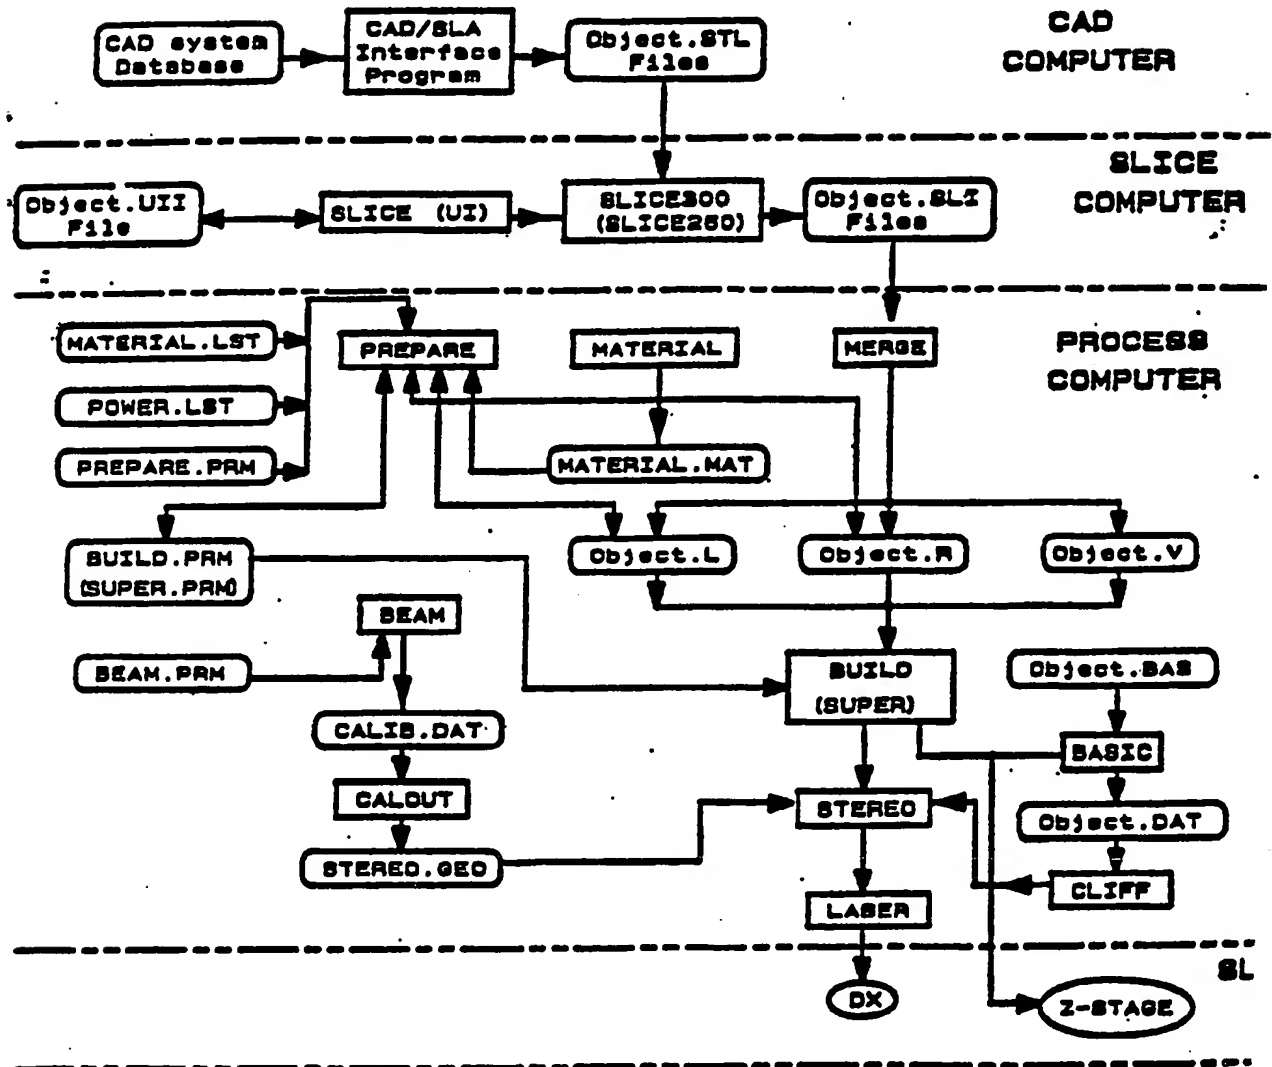 CAD system
Database
CAD/SLA
Interface
Program
Object.STL
Files
CAD
COMPUTER
SLICE
COMPUTER
Object.UII
File
SLICE (UI)
SLICE300
(SLICE250)
Object.SLI
Files
MATERIAL.LST
PREPARE
MATERIAL
MERGE
PROCESS
COMPUTER
POWER.LST
PREPARE.PRM
MATERIAL.MAT
BUILD.PRM
(SUPER.PRM)
Object.L
Object.R
Object.V
BEAM
BEAM.PRM
BUILD
(SUPER)
Object.BAS
CALIB.DAT
BASIC
CALOUT
STEREO
Object.DAT
STEREO.GEO
CLIFF
LASER
SL
DX
Z-STAGE